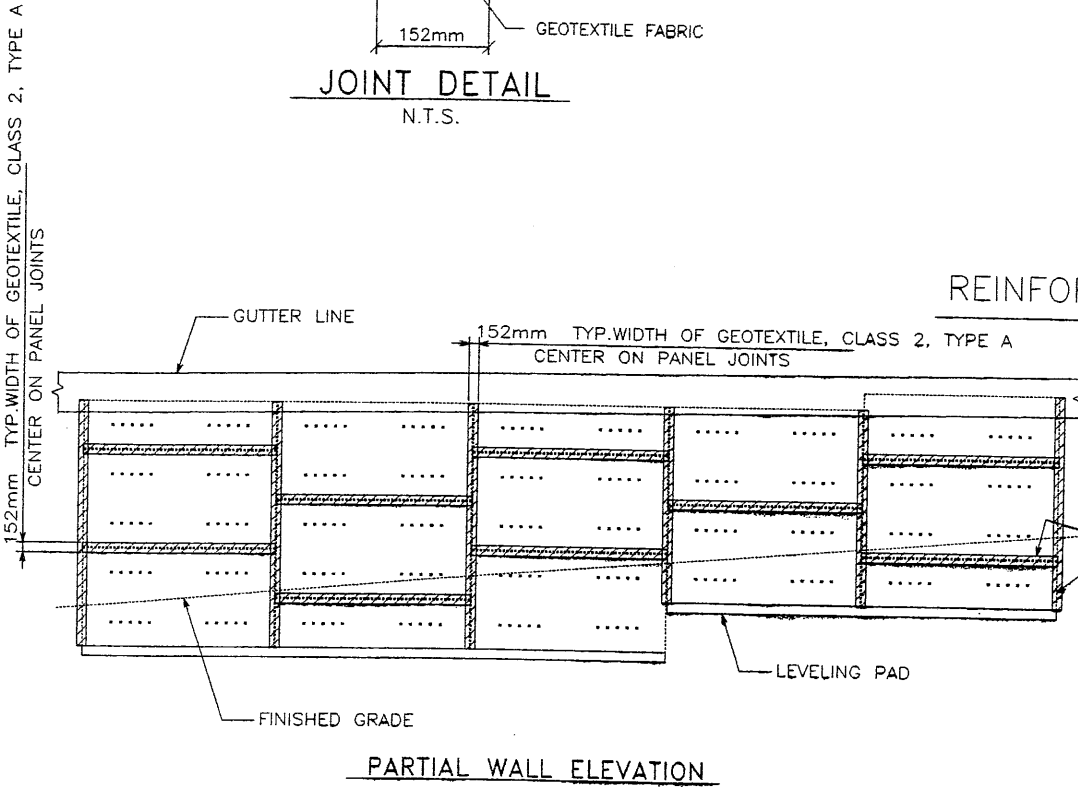 152mm
GEOTEXTILE FABRIC
JOINT DETAIL
N.T.S.
152mm TYP.WIDTH OF GEOTEXTILE, CLASS 2, TYPE A
CENTER ON PANEL JOINTS
REINFO
GUTTER LINE
152mm TYP.WIDTH OF GEOTEXTILE, CLASS 2, TYPE A
CENTER ON PANEL JOINTS
LEVELING PAD
FINISHED GRADE
PARTIAL WALL ELEVATION